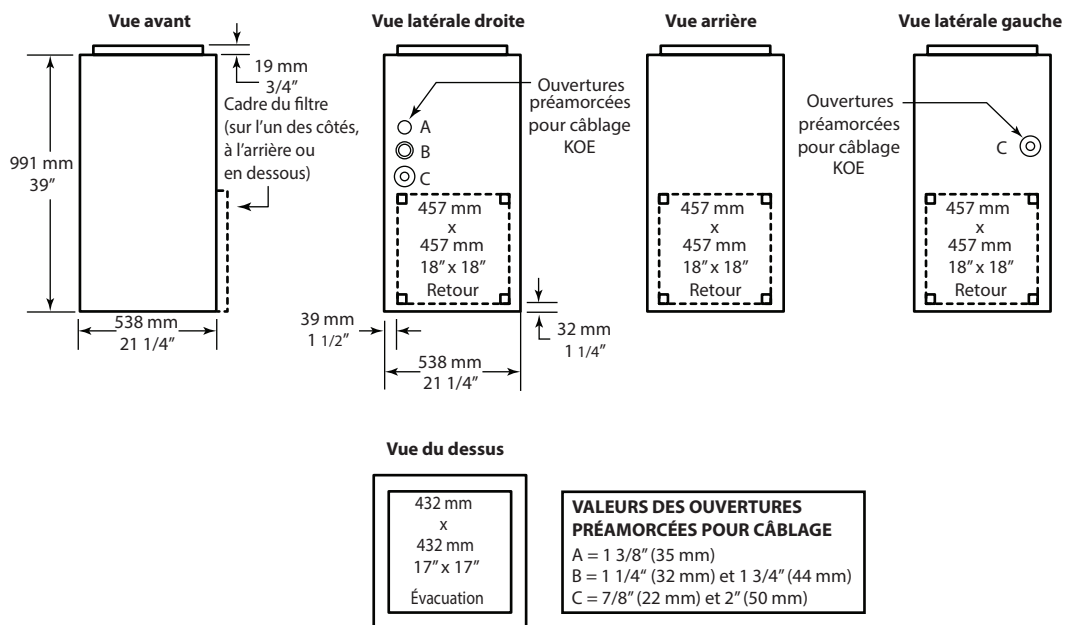 Vue avant
Vue latérale droite
Vue arrière
Vue latérale gauche
19 mm
3/4"
Cadre du filtre
(sur l'un des côtés,
à l'arrière ou
en dessous)
991 mm
39"
538 mm
21 1/4"
Ouvertures
préamorcées
pour câblage
KOE
A
B
C
457 mm
x
457 mm
18" x 18"
Retour
39 mm
1 1/2"
32 mm
1 1/4"
538 mm
21 1/4"
457 mm
x
457 mm
18" x 18"
Retour
Ouvertures
préamorcées
pour câblage
KOE
C
457 mm
x
457 mm
18" x 18"
Retour
Vue du dessus
432 mm
x
432 mm
17" x 17"
Évacuation
VALEURS DES OUVERTURES
PRÉAMORCÉES POUR CÂBLAGE
A = 1 3/8" (35 mm)
B = 1 1/4" (32 mm) et 1 3/4" (44 mm)
C = 7/8" (22 mm) et 2" (50 mm)